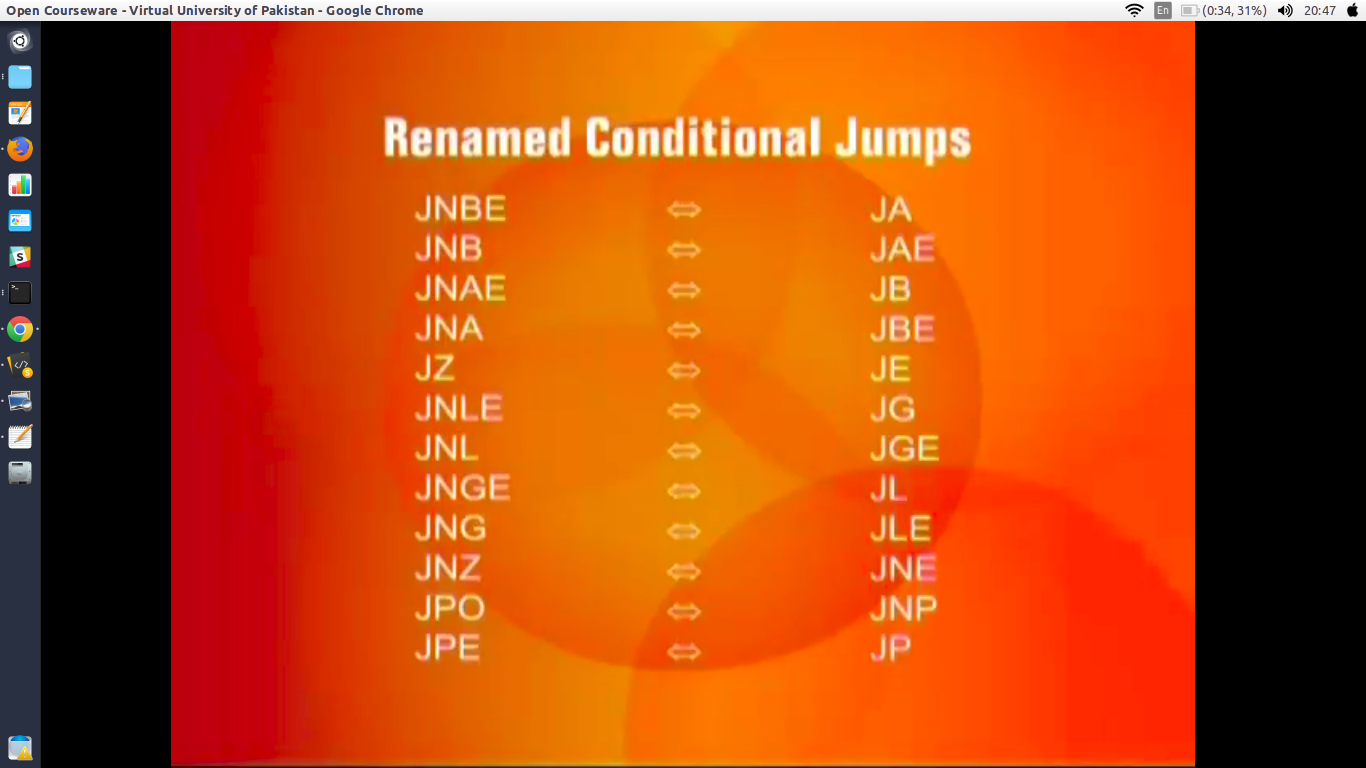 Open Courseware - Virtual University of Pakistan - Google Chrome En (0:34, 31%) 20:47
Renamed Conditional Jumps
JNBE ⇔ JA
JNB ⇔ JAE
JNAE ⇔ JB
JNA ⇔ JBE
JZ ⇔ JE
JNLE ⇔ JG
JNL ⇔ JGE
JNGE ⇔ JL
JNG ⇔ JLE
JNZ ⇔ JNE
JPO ⇔ JNP
JPE ⇔ JP